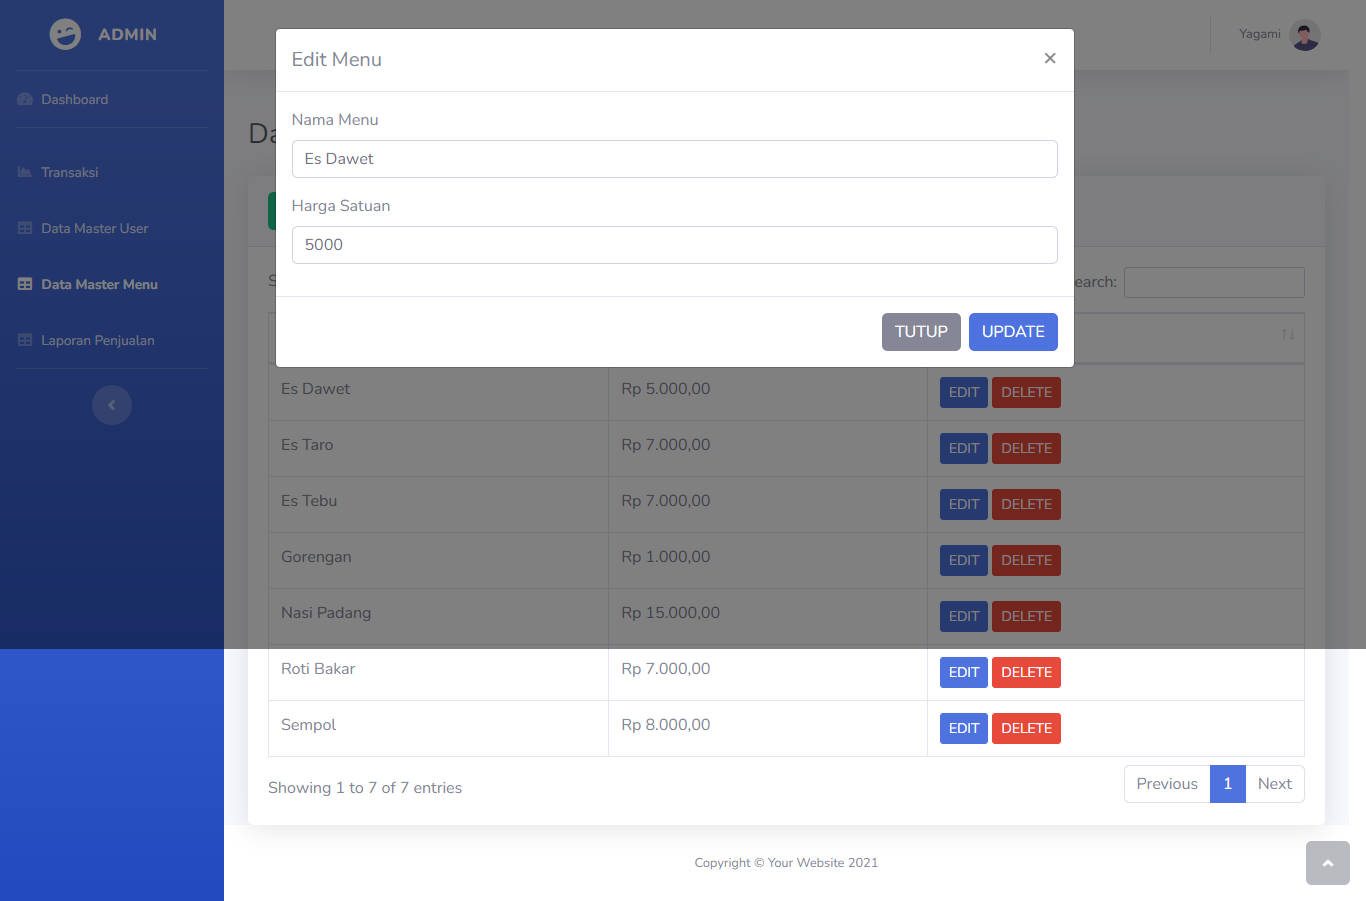 ADMIN
Dashboard
Transaksi
Data Master User
Data Master Menu
Laporan Penjualan
Yagami
Da
Edit Menu
×
Nama Menu
Es Dawet
Harga Satuan
5000
TUTUP UPDATE
S
earch:
Es Dawet Rp 5.000,00 EDIT DELETE
Es Taro Rp 7.000,00 EDIT DELETE
Es Tebu Rp 7.000,00 EDIT DELETE
Gorengan Rp 1.000,00 EDIT DELETE
Nasi Padang Rp 15.000,00 EDIT DELETE
Roti Bakar Rp 7.000,00 EDIT DELETE
Sempol Rp 8.000,00 EDIT DELETE
Showing 1 to 7 of 7 entries
Previous 1 Next
Copyright © Your Website 2021